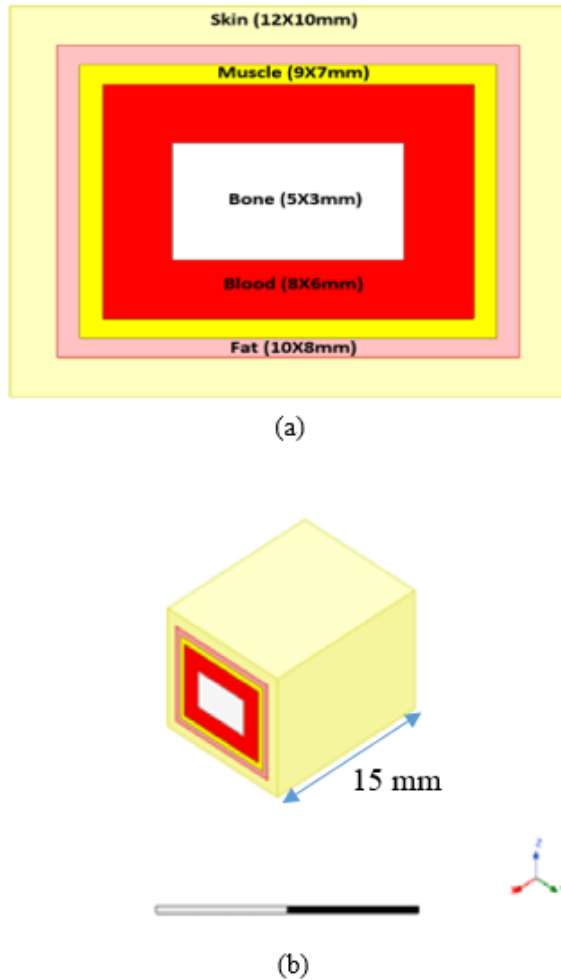 Skin (12X10mm)
Muscle (9X7mm)
Bone (5X3mm)
Blood (8X6mm)
Fat (10X8mm)
(a)
15 mm
Z
(b)